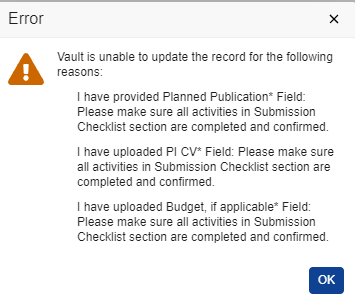 Error ×
Vault is unable to update the record for the following
reasons:
I have provided Planned Publication* Field:
Please make sure all activities in Submission
Checklist section are completed and confirmed.
I have uploaded PI CV* Field: Please make sure
all activities in Submission Checklist section are
completed and confirmed.
I have uploaded Budget, if applicable* Field:
Please make sure all activities in Submission
Checklist section are completed and confirmed.
OK